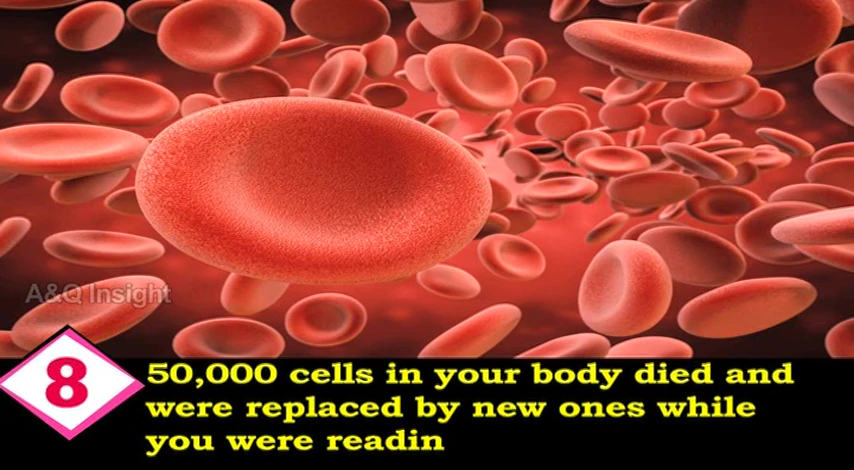 A&Q Insight
8
50,000 cells in your body died and
were replaced by new ones while
you were readin